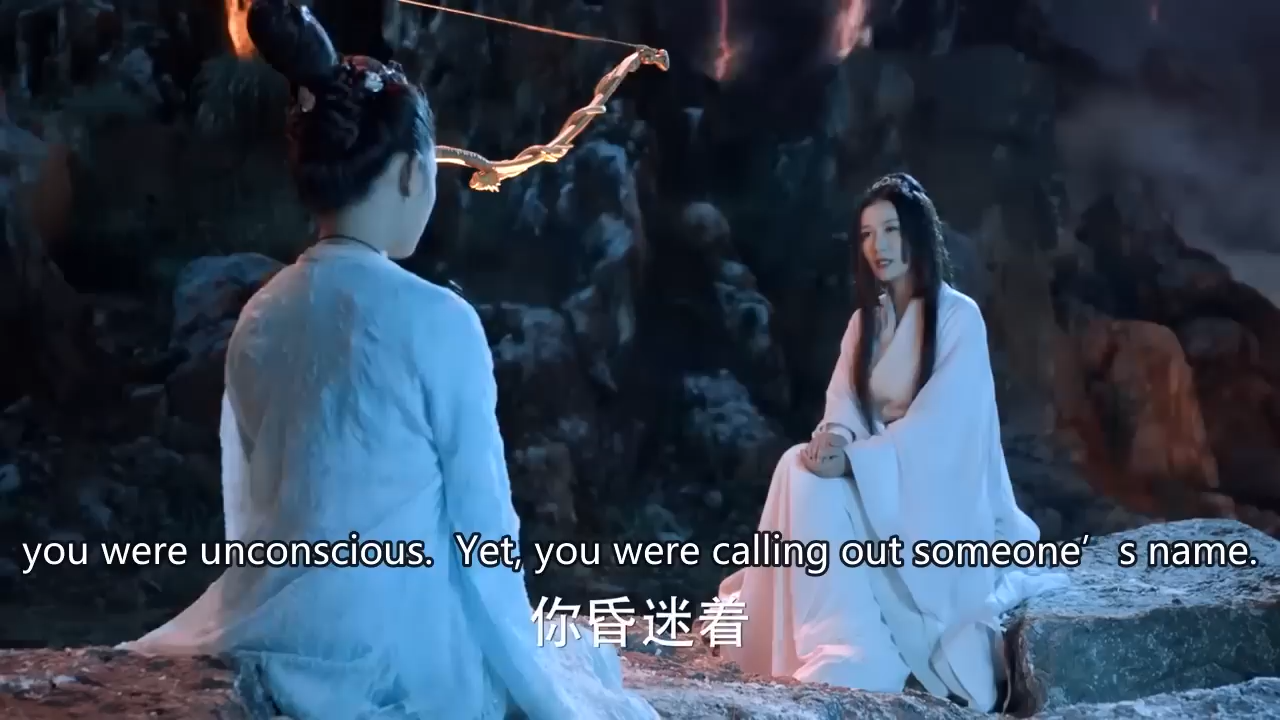 you were unconscious.  Yet, you were calling out someone’s name.
你昏迷着